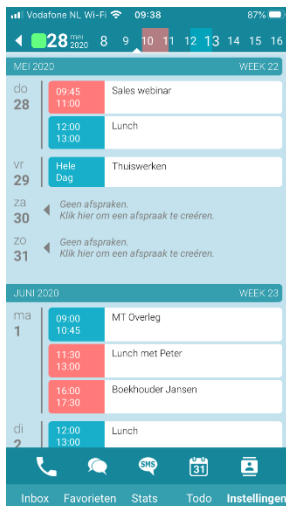 Vodafone NL Wi-Fi 09:38 87%
28 mei 2020 8 9 10 11 12 13 14 15 16
MEI 2020 WEEK 22
do 28
09:45 11:00 Sales webinar
12:00 13:00 Lunch
vr 29
Hele Dag Thuiswerken
za 30
Geen afspraken.
Klik hier om een afspraak te creéren.
zo 31
Geen afspraken.
Klik hier om een afspraak te creéren.
JUNI 2020 WEEK 23
ma 1
09:00 10:45 MT Overleg
11:30 13:00 Lunch met Peter
16:00 17:30 Boekhouder Jansen
di 2
12:00 13:00 Lunch
SMS 31
Inbox Favorieten Stats Todo Instellingen